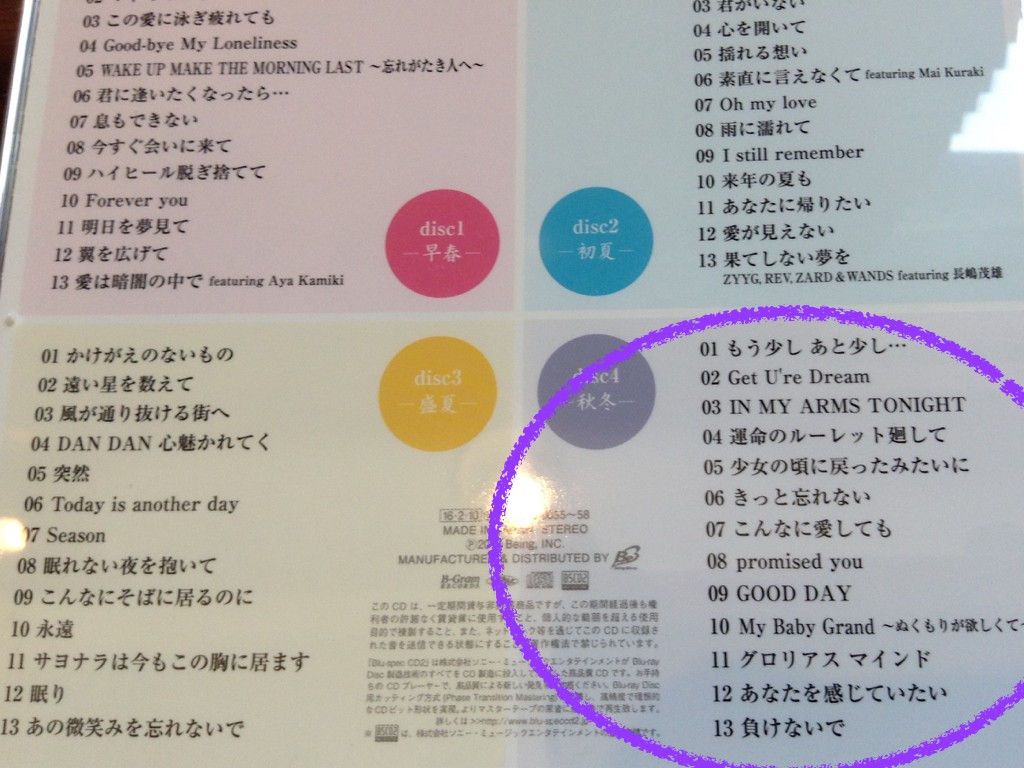 03 この愛に泳ぎ疲れても
04 Good-bye My Loneliness
05 WAKE UP MAKE THE MORNING LAST ～忘れがたき人へ～
06 君に逢いたくなったら…
07 息もできない
08 今すぐ会いに来て
09 ハイヒール脱ぎ捨てて
10 Forever you
11 明日を夢見て
12 翼を広げて
13 愛は暗闇の中で featuring Aya Kamiki
disc1
—早春—
03 君がいない
04 心を開いて
05 揺れる想い
06 素直に言えなくて featuring Mai Kuraki
07 Oh my love
08 雨に濡れて
09 I still remember
10 来年の夏も
11 あなたに帰りたい
12 愛が見えない
13 果てしない夢を
ZYYG, REV, ZARD & WANDS featuring 長嶋茂雄
disc2
—初夏—
01 かけがえのないもの
02 遠い星を数えて
03 風が通り抜ける街へ
04 DAN DAN 心魅かれてく
05 突然
06 Today is another day
07 Season
08 眠れない夜を抱いて
09 こんなにそばに居るのに
10 永遠
11 サヨナラは今もこの胸に居ます
12 眠り
13 あの微笑みを忘れないで
disc3
—盛夏—
disc4
—秋冬—
01 もう少し あと少し…
02 Get U're Dream
03 IN MY ARMS TONIGHT
04 運命のルーレット廻して
05 少女の頃に戻ったみたいに
06 きっと忘れない
07 こんなに愛しても
08 promised you
09 GOOD DAY
10 My Baby Grand ～ぬくもりが欲しくて～
11 グロリアス マインド
12 あなたを感じていたい
13 負けないで
16·2·10
55～58
MADE IN STEREO
Being, INC.
MANUFACTURED & DISTRIBUTED BY
B-Gram
RECORDS